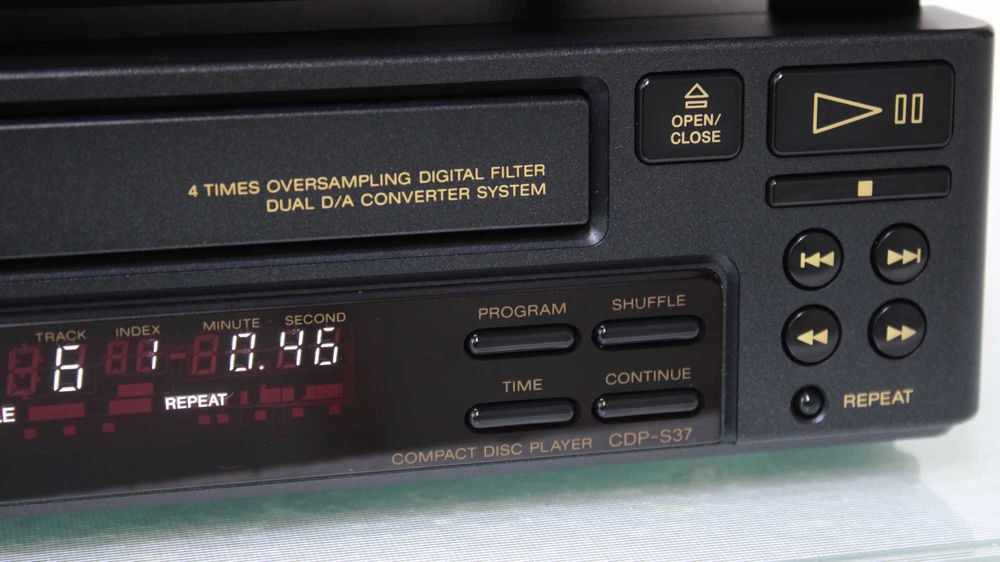 OPEN/
CLOSE
4 TIMES OVERSAMPLING DIGITAL FILTER
DUAL D/A CONVERTER SYSTEM
TRACK INDEX MINUTE SECOND
6 1 0.46
REPEAT
PROGRAM SHUFFLE
TIME CONTINUE
COMPACT DISC PLAYER CDP-S37
REPEAT